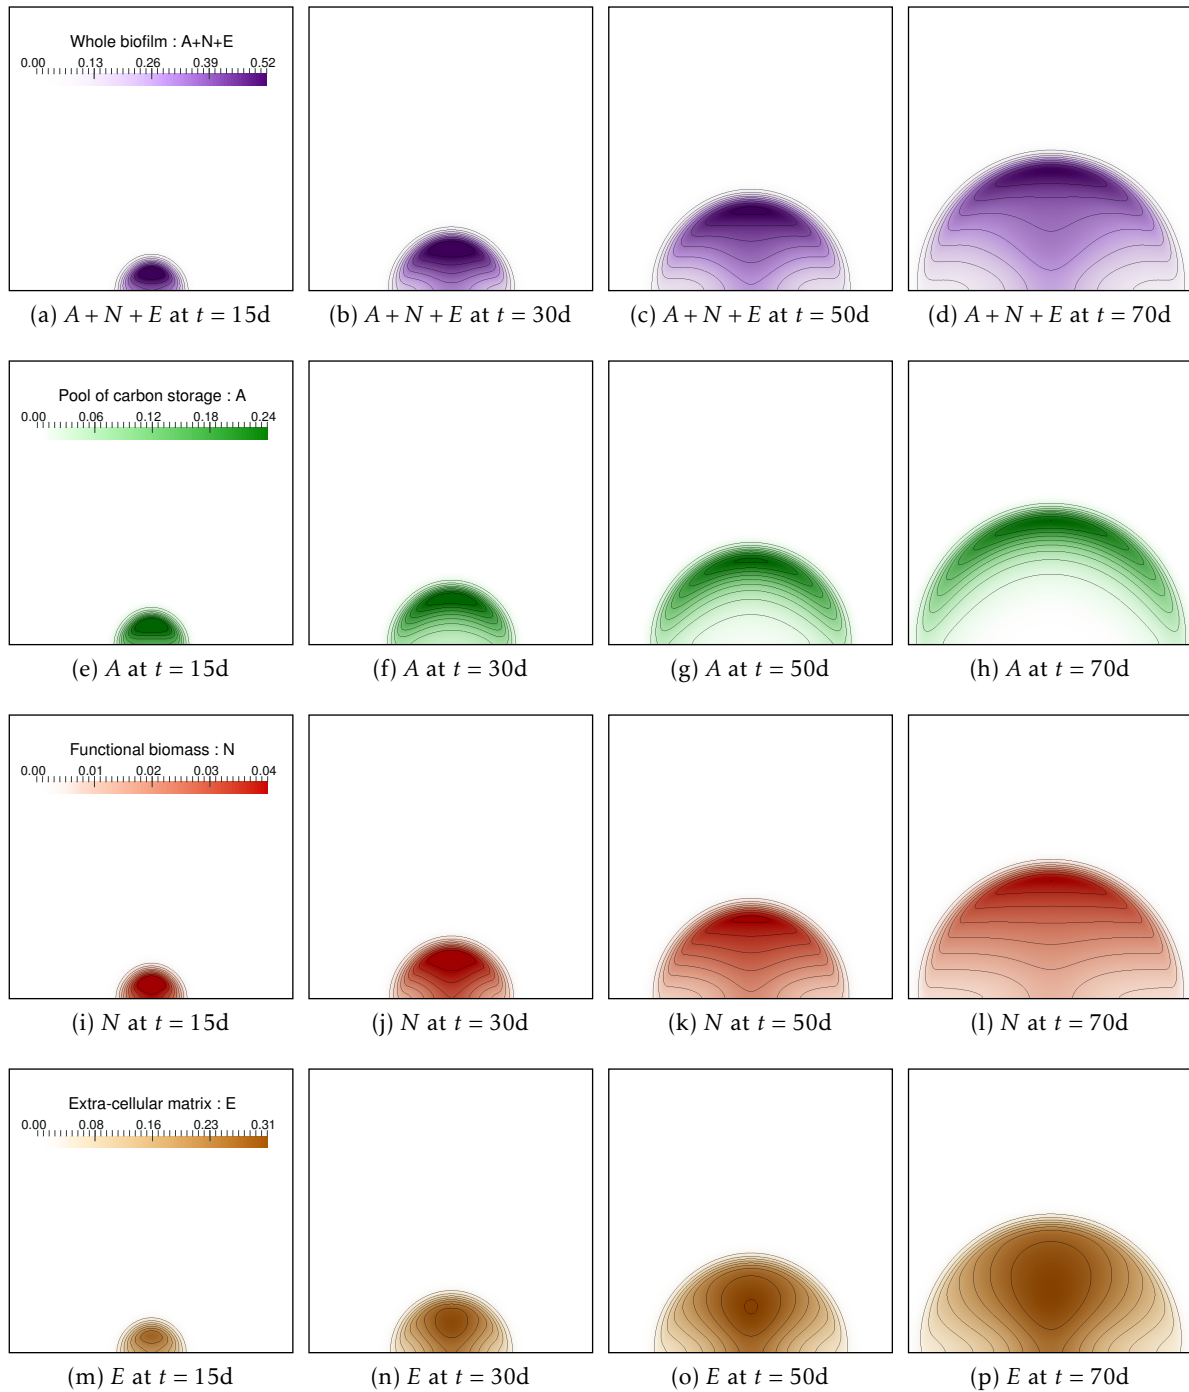 Whole biofilm : A+N+E
0.00 0.13 0.26 0.39 0.52
(a) A + N + E at t = 15d (b) A + N + E at t = 30d (c) A + N + E at t = 50d (d) A + N + E at t = 70d
Pool of carbon storage : A
0.00 0.06 0.12 0.18 0.24
(e) A at t = 15d (f) A at t = 30d (g) A at t = 50d (h) A at t = 70d
Functional biomass : N
0.00 0.01 0.02 0.03 0.04
(i) N at t = 15d (j) N at t = 30d (k) N at t = 50d (l) N at t = 70d
Extra-cellular matrix : E
0.00 0.08 0.16 0.23 0.31
(m) E at t = 15d (n) E at t = 30d (o) E at t = 50d (p) E at t = 70d